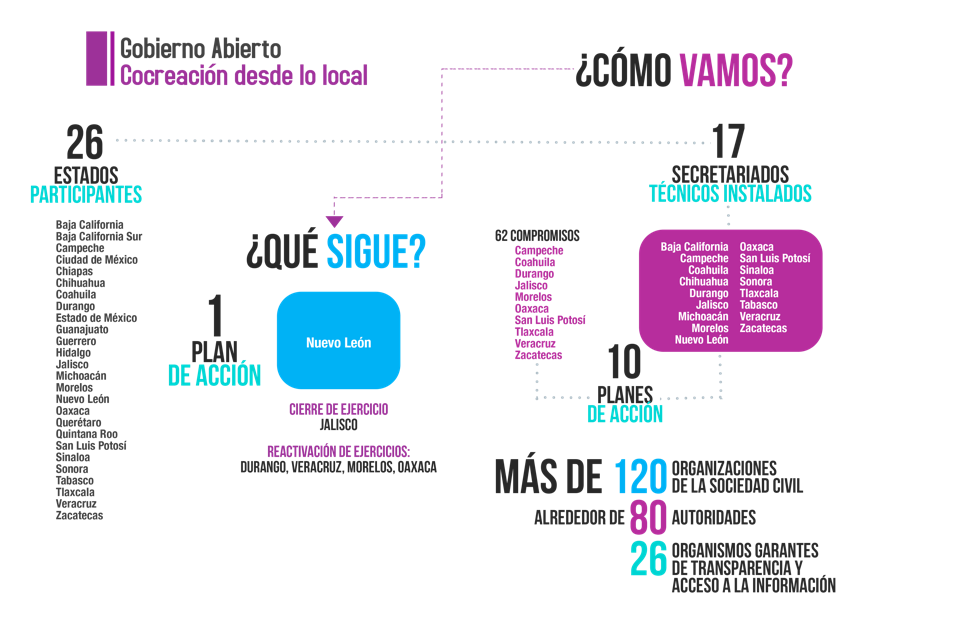 Gobierno Abierto
Cocreación desde lo local
¿CÓMO VAMOS?
26
ESTADOS
PARTICIPANTES
Baja California
Baja California Sur
Campeche
Ciudad de México
Chiapas
Chihuahua
Coahuila
Durango
Estado de México
Guanajuato
Guerrero
Hidalgo
Jalisco
Michoacán
Morelos
Nuevo León
Oaxaca
Querétaro
Quintana Roo
San Luis Potosí
Sinaloa
Sonora
Tabasco
Tlaxcala
Veracruz
Zacatecas
¿QUÉ SIGUE?
1
PLAN
DE ACCIÓN
Nuevo León
CIERRE DE EJERCICIO
JALISCO
REACTIVACIÓN DE EJERCICIOS:
DURANGO, VERACRUZ, MORELOS, OAXACA
17
SECRETARIADOS
TÉCNICOS INSTALADOS
Baja California
Campeche
Coahuila
Chihuahua
Durango
Jalisco
Michoacán
Morelos
Nuevo León
Oaxaca
San Luis Potosí
Sinaloa
Sonora
Tlaxcala
Tabasco
Veracruz
Zacatecas
62 COMPROMISOS
Campeche
Coahuila
Durango
Jalisco
Morelos
Oaxaca
San Luis Potosí
Tlaxcala
Veracruz
Zacatecas
10
PLANES
DE ACCIÓN
MÁS DE 120 ORGANIZACIONES
DE LA SOCIEDAD CIVIL
ALREDEDOR DE 80 AUTORIDADES
26 ORGANISMOS GARANTES
DE TRANSPARENCIA Y
ACCESO A LA INFORMACIÓN